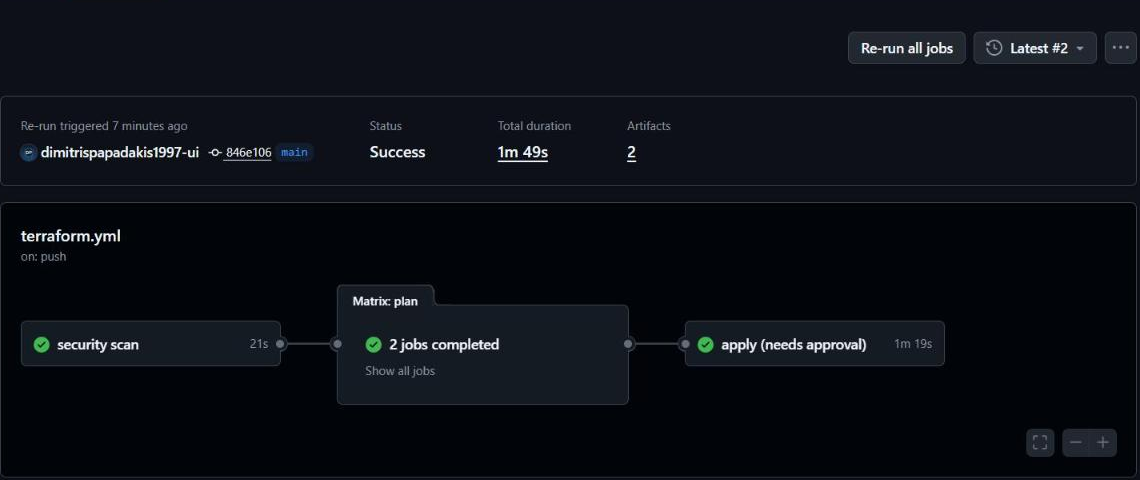 Re-run all jobs
Latest #2
Re-run triggered 7 minutes ago
Status
Total duration
Artifacts
dimitrispapadakis1997-ui 846e106 main
Success
1m 49s
2
terraform.yml
on: push
Matrix: plan
security scan 21s
2 jobs completed
Show all jobs
apply (needs approval) 1m 19s